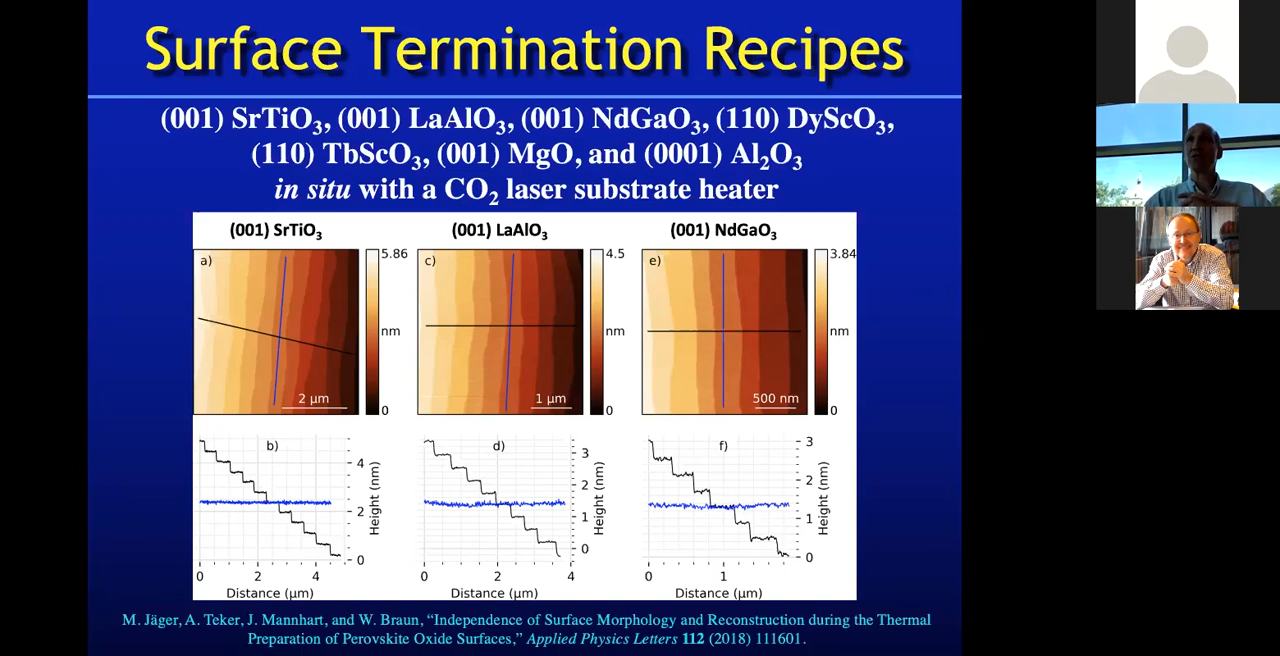 Surface Termination Recipes
(001) SrTiO₃, (001) LaAlO₃, (001) NdGaO₃, (110) DyScO₃,
(110) TbScO₃, (001) MgO, and (0001) Al₂O₃
in situ with a CO₂ laser substrate heater
(001) SrTiO₃ (001) LaAlO₃ (001) NdGaO₃
a) 5.86 c) 4.5 e) 3.84
nm nm nm
2 µm 0 1 µm 0 500 nm 0
b) 4 2 0 Height (nm) d) 3 2 1 0 Height (nm) f) 3 2 1 0 Height (nm)
0 2 4 0 2 4 0 1
Distance (µm) Distance (µm) Distance (µm)
M. Jäger, A. Teker, J. Mannhart, and W. Braun, “Independence of Surface Morphology and Reconstruction during the Thermal
Preparation of Perovskite Oxide Surfaces,” Applied Physics Letters 112 (2018) 111601.